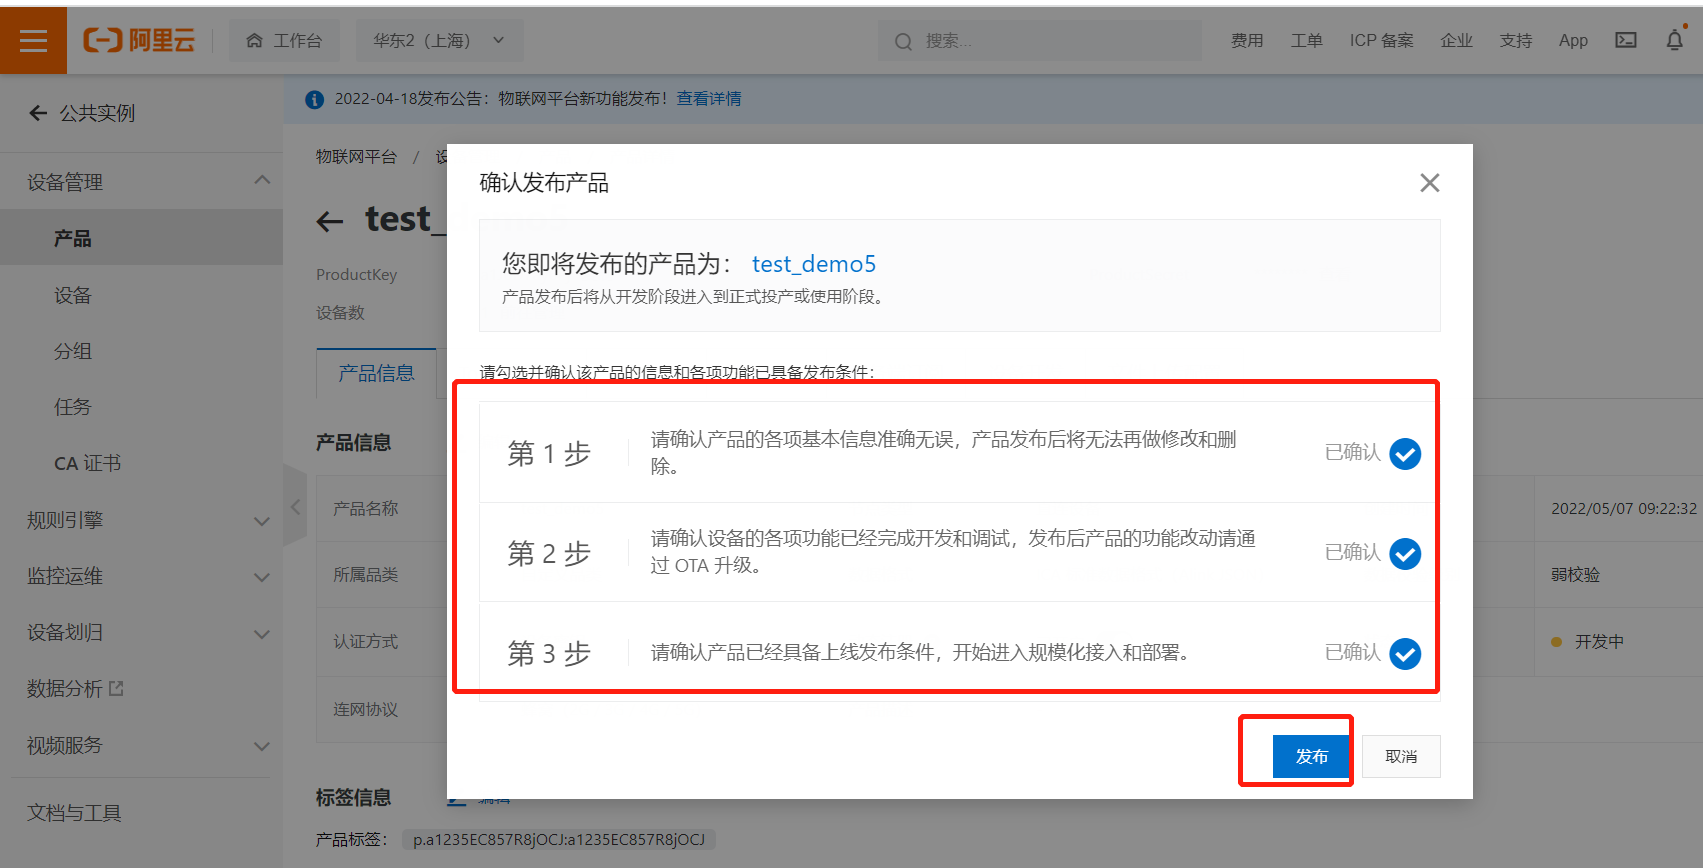 阿里云
工作台
华东2（上海）
搜索...
费用
工单
ICP 备案
企业
支持
App
公共实例
2022-04-18发布公告：物联网平台新功能发布！查看详情
物联网平台 /
设备管理
产品
设备
分组
任务
CA 证书
规则引擎
监控运维
设备划归
数据分析
视频服务
文档与工具
test_
ProductKey
设备数
产品信息
产品信息
产品名称
所属品类
认证方式
连网协议
2022/05/07 09:22:32
弱校验
开发中
标签信息
编辑
产品标签：
p.a1235EC857R8jOCJ:a1235EC857R8jOCJ
确认发布产品
您即将发布的产品为： test_demo5
产品发布后将从开发阶段进入到正式投产或使用阶段。
请勾选并确认该产品的信息和各项功能已具备发布条件：
第 1 步
请确认产品的各项基本信息准确无误，产品发布后将无法再做修改和删
除。
已确认
第 2 步
请确认设备的各项功能已经完成开发和调试，发布后产品的功能改动请通
过 OTA 升级。
已确认
第 3 步
请确认产品已经具备上线发布条件，开始进入规模化接入和部署。
已确认
发布
取消